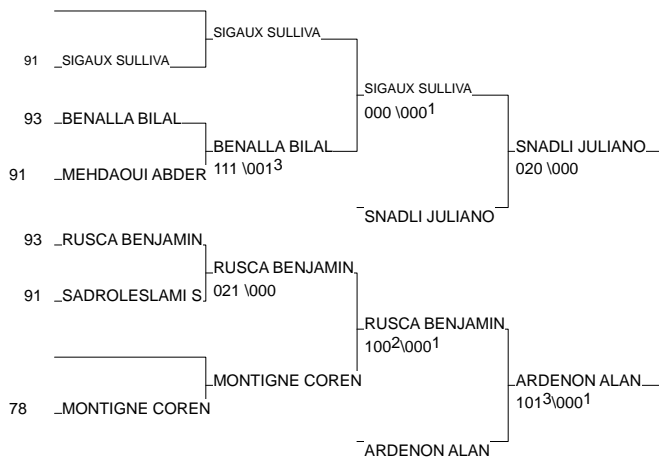 SIGAUX SULLIVA
91 SIGAUX SULLIVA
SIGAUX SULLIVA
000 \000¹
93 BENALLA BILAL
BENALLA BILAL
111 \001³
SNADLI JULIANO
020 \000
91 MEHDAOUI ABDER
SNADLI JULIANO
93 RUSCA BENJAMIN
RUSCA BENJAMIN
021 \000
91 SADROLESLAMI S
RUSCA BENJAMIN
100²\000¹
MONTIGNE COREN
ARDENON ALAN
101³\000¹
78 MONTIGNE COREN
ARDENON ALAN